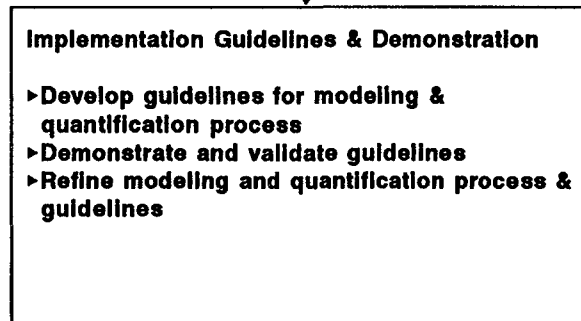 Implementation Guidelines & Demonstration
▸Develop guidelines for modeling &
quantification process
▸Demonstrate and validate guidelines
▸Refine modeling and quantification process &
guidelines